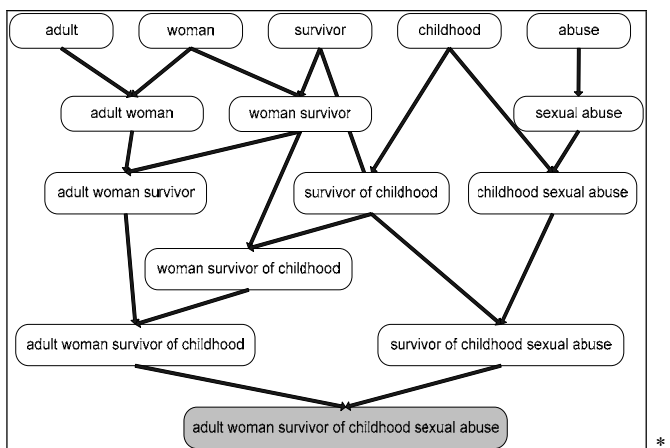 adult
woman
survivor
childhood
abuse
adult woman
woman survivor
sexual abuse
adult woman survivor
survivor of childhood
childhood sexual abuse
woman survivor of childhood
adult woman survivor of childhood
survivor of childhood sexual abuse
adult woman survivor of childhood sexual abuse
*